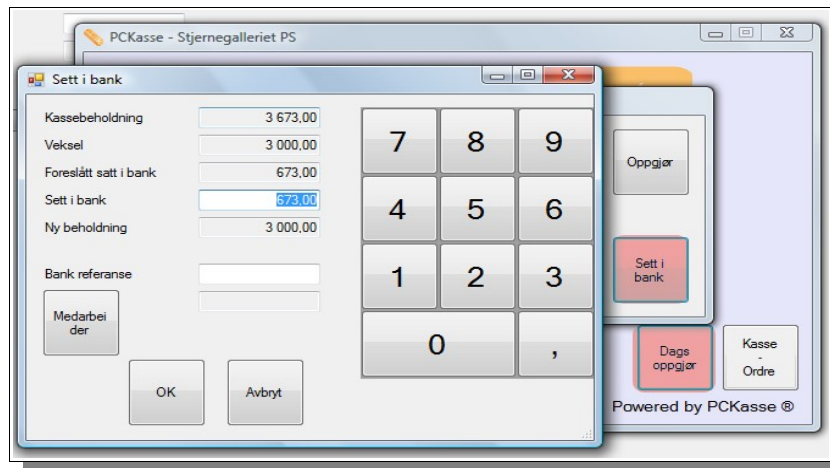 PCKasse - Stjernegalleriet PS
Sett i bank
Kassebeholdning 3 673,00
Veksel 3 000,00
Foreslått satt i bank 673,00
Sett i bank 673,00
Ny beholdning 3 000,00
Bank referanse
Medarbei
der
OK Avbryt
7 8 9
4 5 6
1 2 3
0 ,
Oppgjør
Sett i
bank
Dags
oppgjør
Kasse
-
Ordre
Powered by PCKasse ®